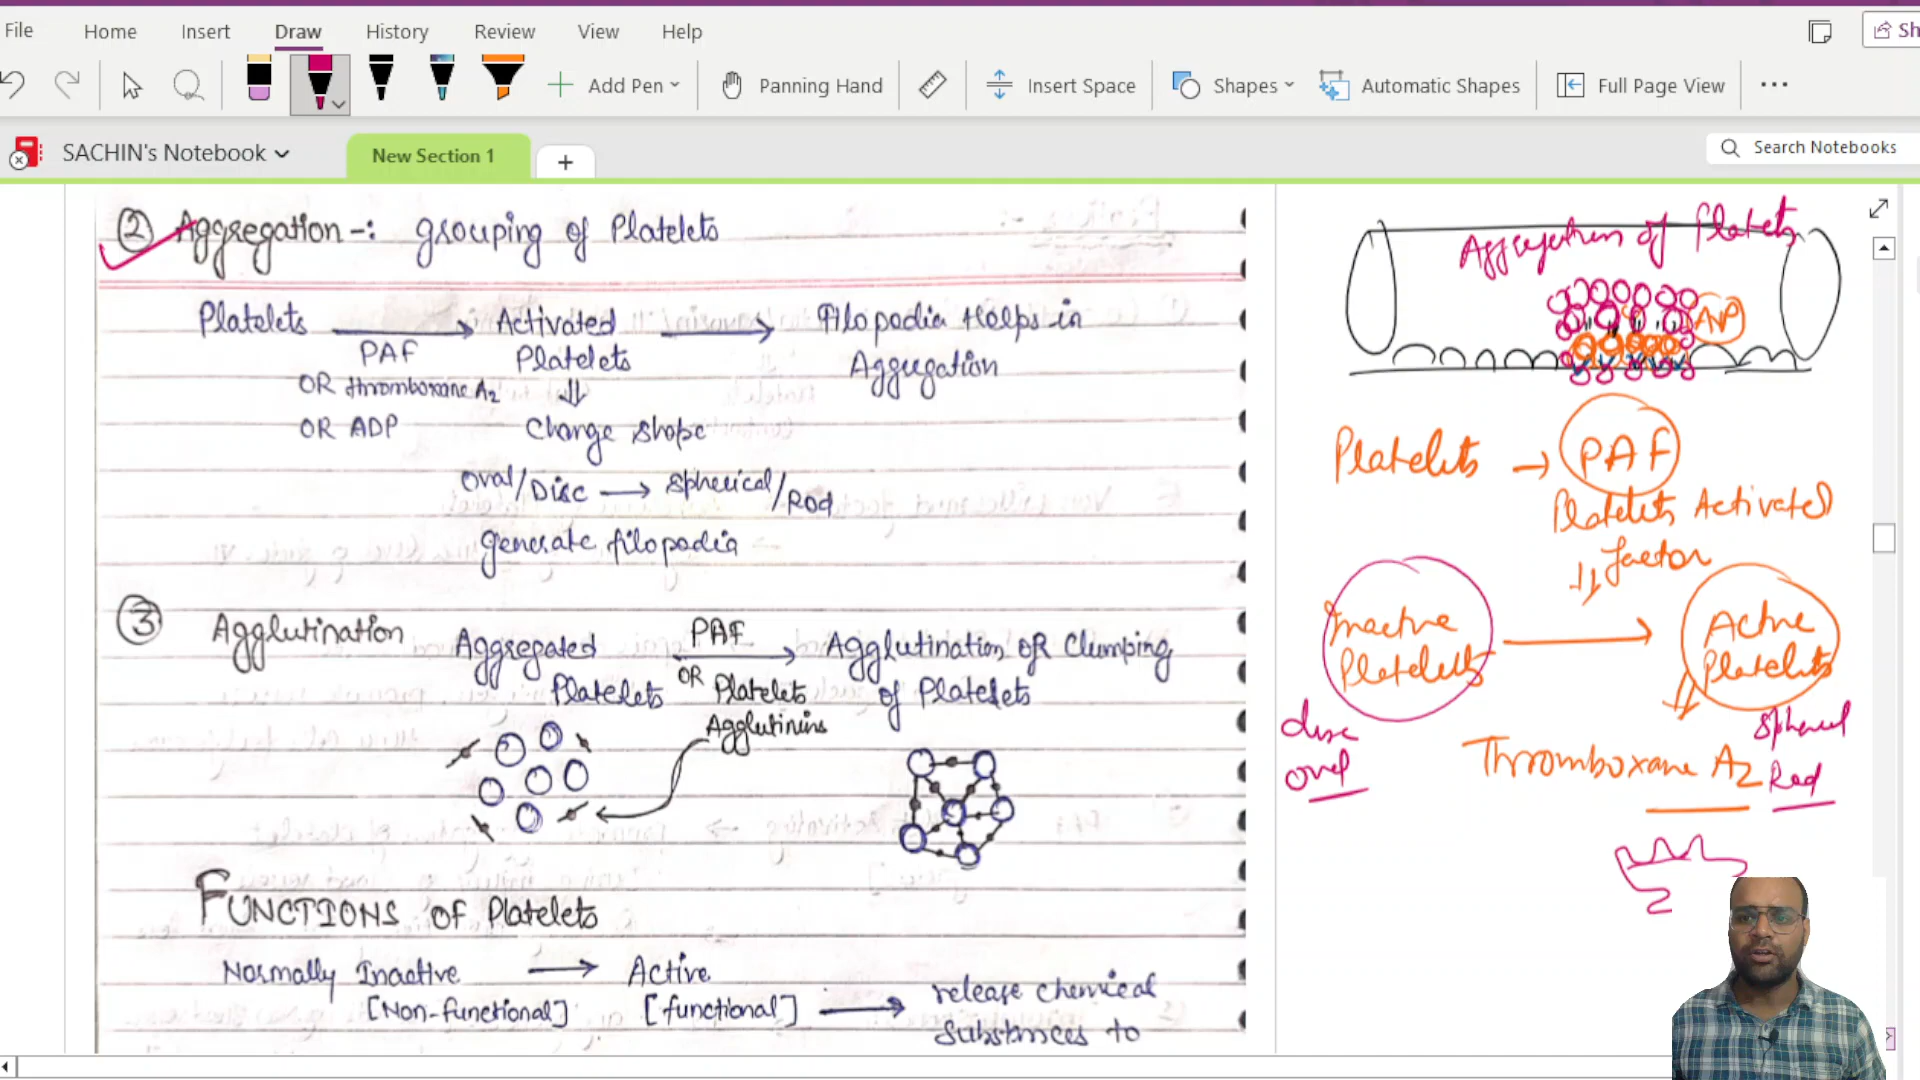 File Home Insert Draw History Review View Help Sh
Add Pen Panning Hand Insert Space Shapes Automatic Shapes Full Page View ...
SACHIN's Notebook New Section 1 + Search Notebooks
② Aggregation -: grouping of Platelets
Platelets → Activated → Filopodia Helps in
PAF Platelets Aggregation
OR thromboxane A2
OR ADP Change shape
Oval/Disc → Spherical/Rod
generate filopodia
③ Agglutination Aggregated PAF → Agglutination OR Clumping
Platelets OR Platelets of Platelets
Agglutinins
FUNCTIONS OF Platelets
Normally Inactive → Active
[Non-functional] [functional] → release chemical
Substances to
Aggregation of Platelets
Platelets → PAF
Platelets Activated
factor
Inactive → Active
Platelets Platelets
disc
oval
Thromboxane A2
Rod